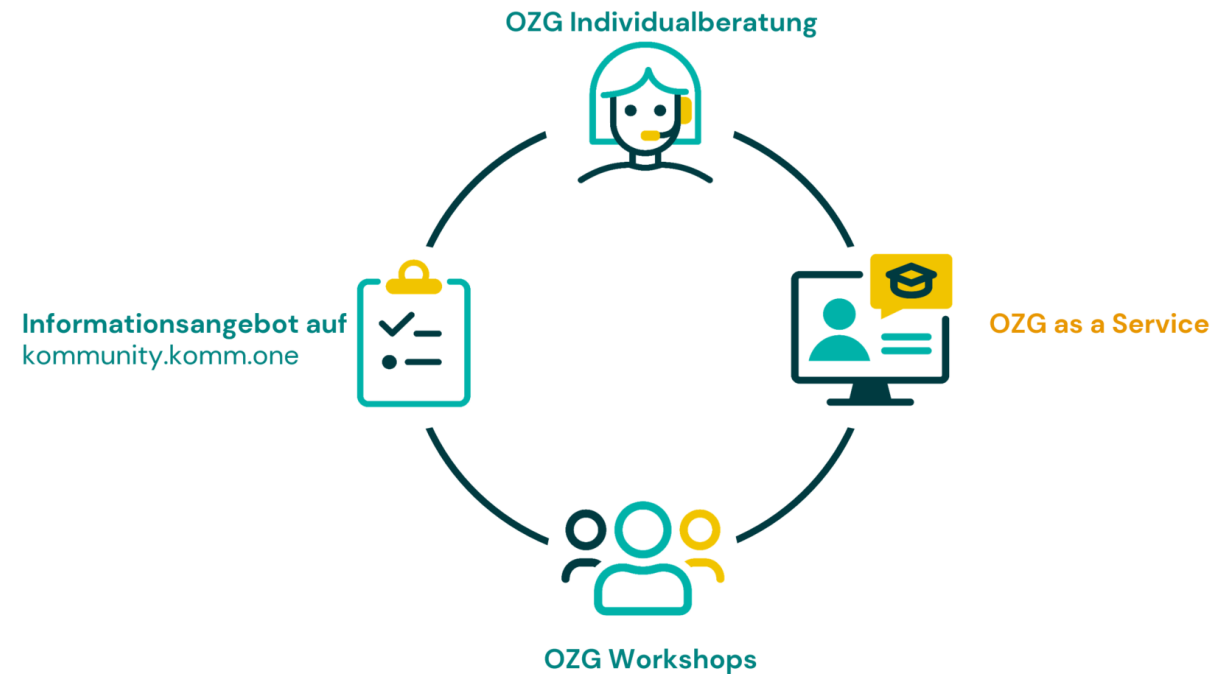 OZG Individualberatung
Informationsangebot auf
kommunity.komm.one
OZG as a Service
OZG Workshops